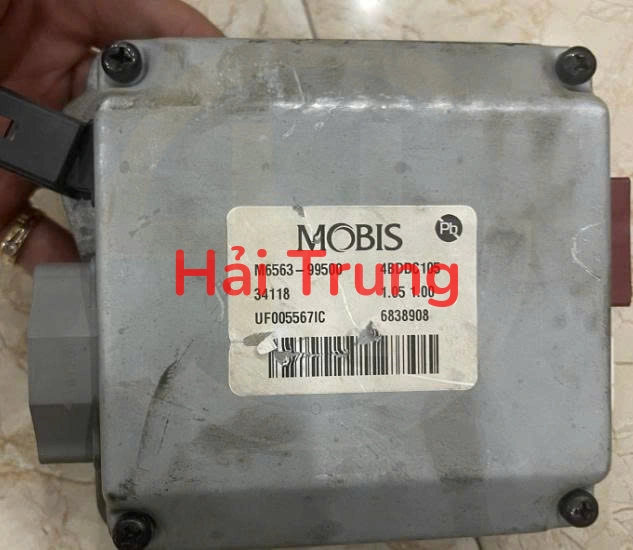 MOBIS
Pb
M6563-99500 4BDDC105
Hải Trung
34118 1.05 1.00
UF005567IC 6838908